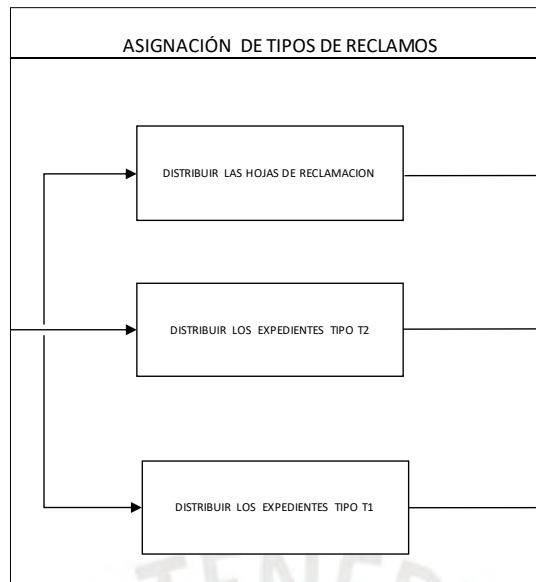 ASIGNACIÓN DE TIPOS DE RECLAMOS
DISTRIBUIR LAS HOJAS DE RECLAMACION
DISTRIBUIR LOS EXPEDIENTES TIPO T2
DISTRIBUIR LOS EXPEDIENTES TIPO T1